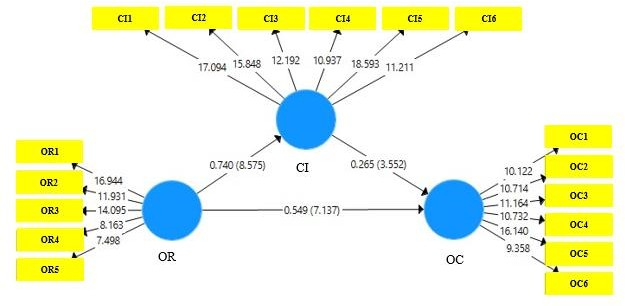 CI1 CI2 CI3 CI4 CI5 CI6
17.094 15.848 12.192 10.937 18.593 11.211
CI
OR1
OR2
OR3
OR4
OR5
16.944
11.931
14.095
8.163
7.498
OR
0.740 (8.575)
0.265 (3.552)
0.549 (7.137)
OC
10.122
10.714
11.164
10.732
16.140
9.358
OC1
OC2
OC3
OC4
OC5
OC6